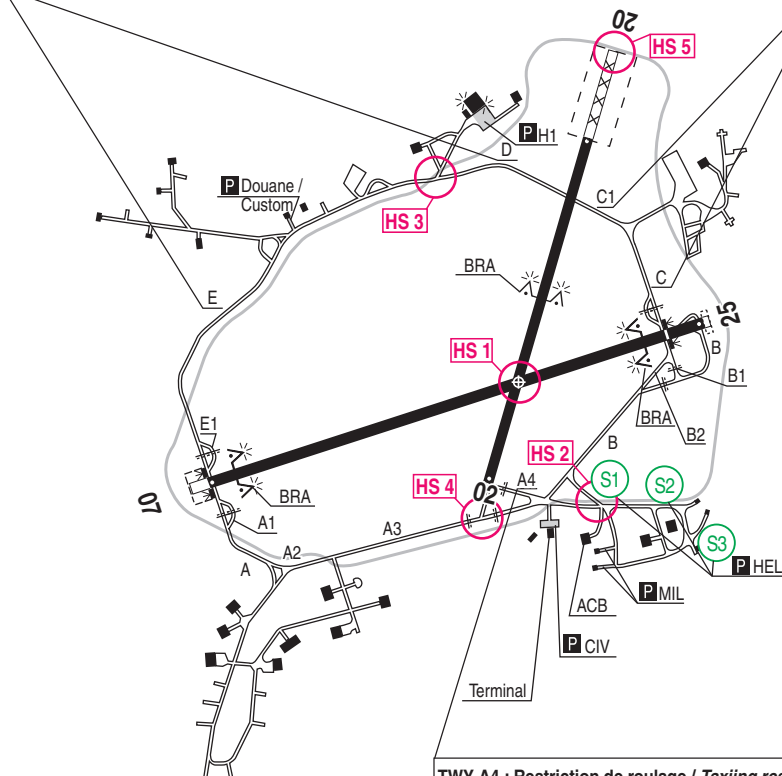 20
HS 5
P H1
D
P Douane /
Custom
HS 3
C1
BRA
C
E
25
HS 1
B
B1
BRA
B2
E1
B
HS 2
07
BRA
HS 4
02
A4
S1
S2
A1
A3
S3
A2
A
P HEL
P MIL
ACB
P CIV
Terminal
TWY A4 : Restriction de roulage / Taxiing